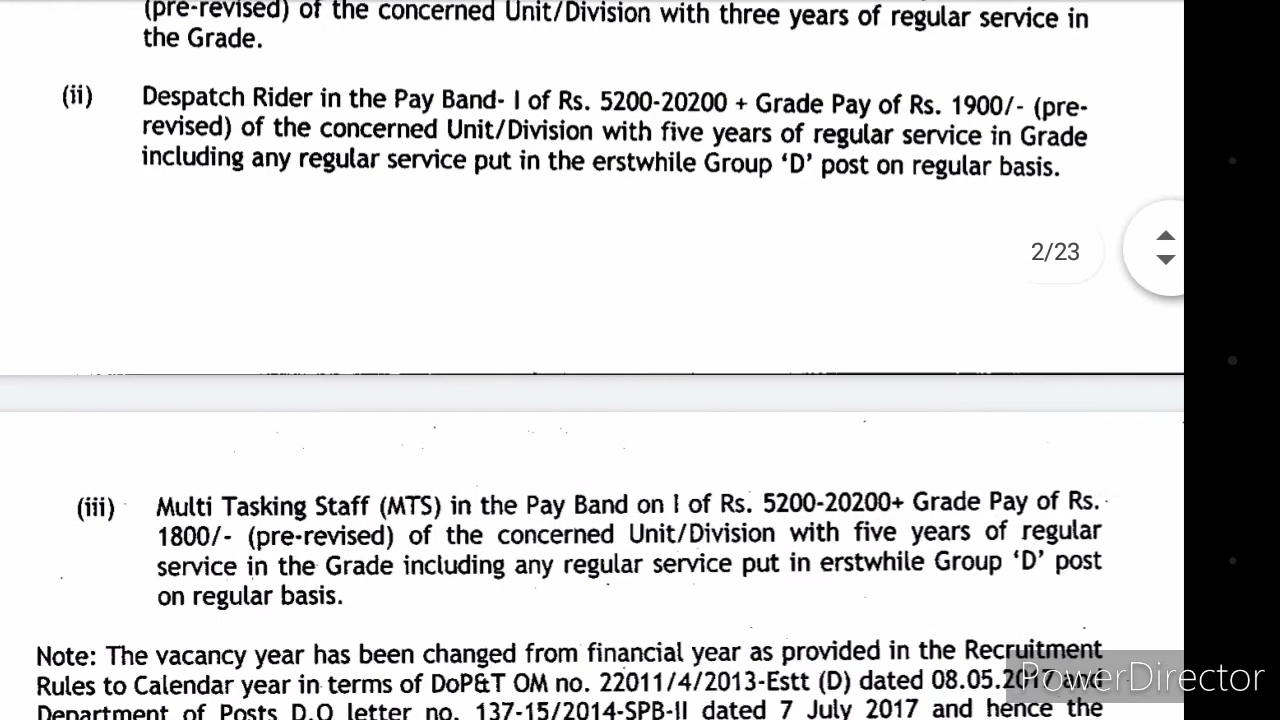 (pre-revised) of the concerned Unit/Division with three years of regular service in
the Grade.
(ii) Despatch Rider in the Pay Band- I of Rs. 5200-20200 + Grade Pay of Rs. 1900/- (pre-
revised) of the concerned Unit/Division with five years of regular service in Grade
including any regular service put in the erstwhile Group ‘D’ post on regular basis.
2/23
(iii) Multi Tasking Staff (MTS) in the Pay Band on I of Rs. 5200-20200+ Grade Pay of Rs.
1800/- (pre-revised) of the concerned Unit/Division with five years of regular
service in the Grade including any regular service put in erstwhile Group ‘D’ post
on regular basis.
Note: The vacancy year has been changed from financial year as provided in the Recruitment
Rules to Calendar year in terms of DoP&T OM no. 22011/4/2013-Estt (D) dated 08.05.2017 and
Department of Posts D.O letter no. 137-15/2014-SPB-II dated 7 July 2017 and hence the
PowerDirector